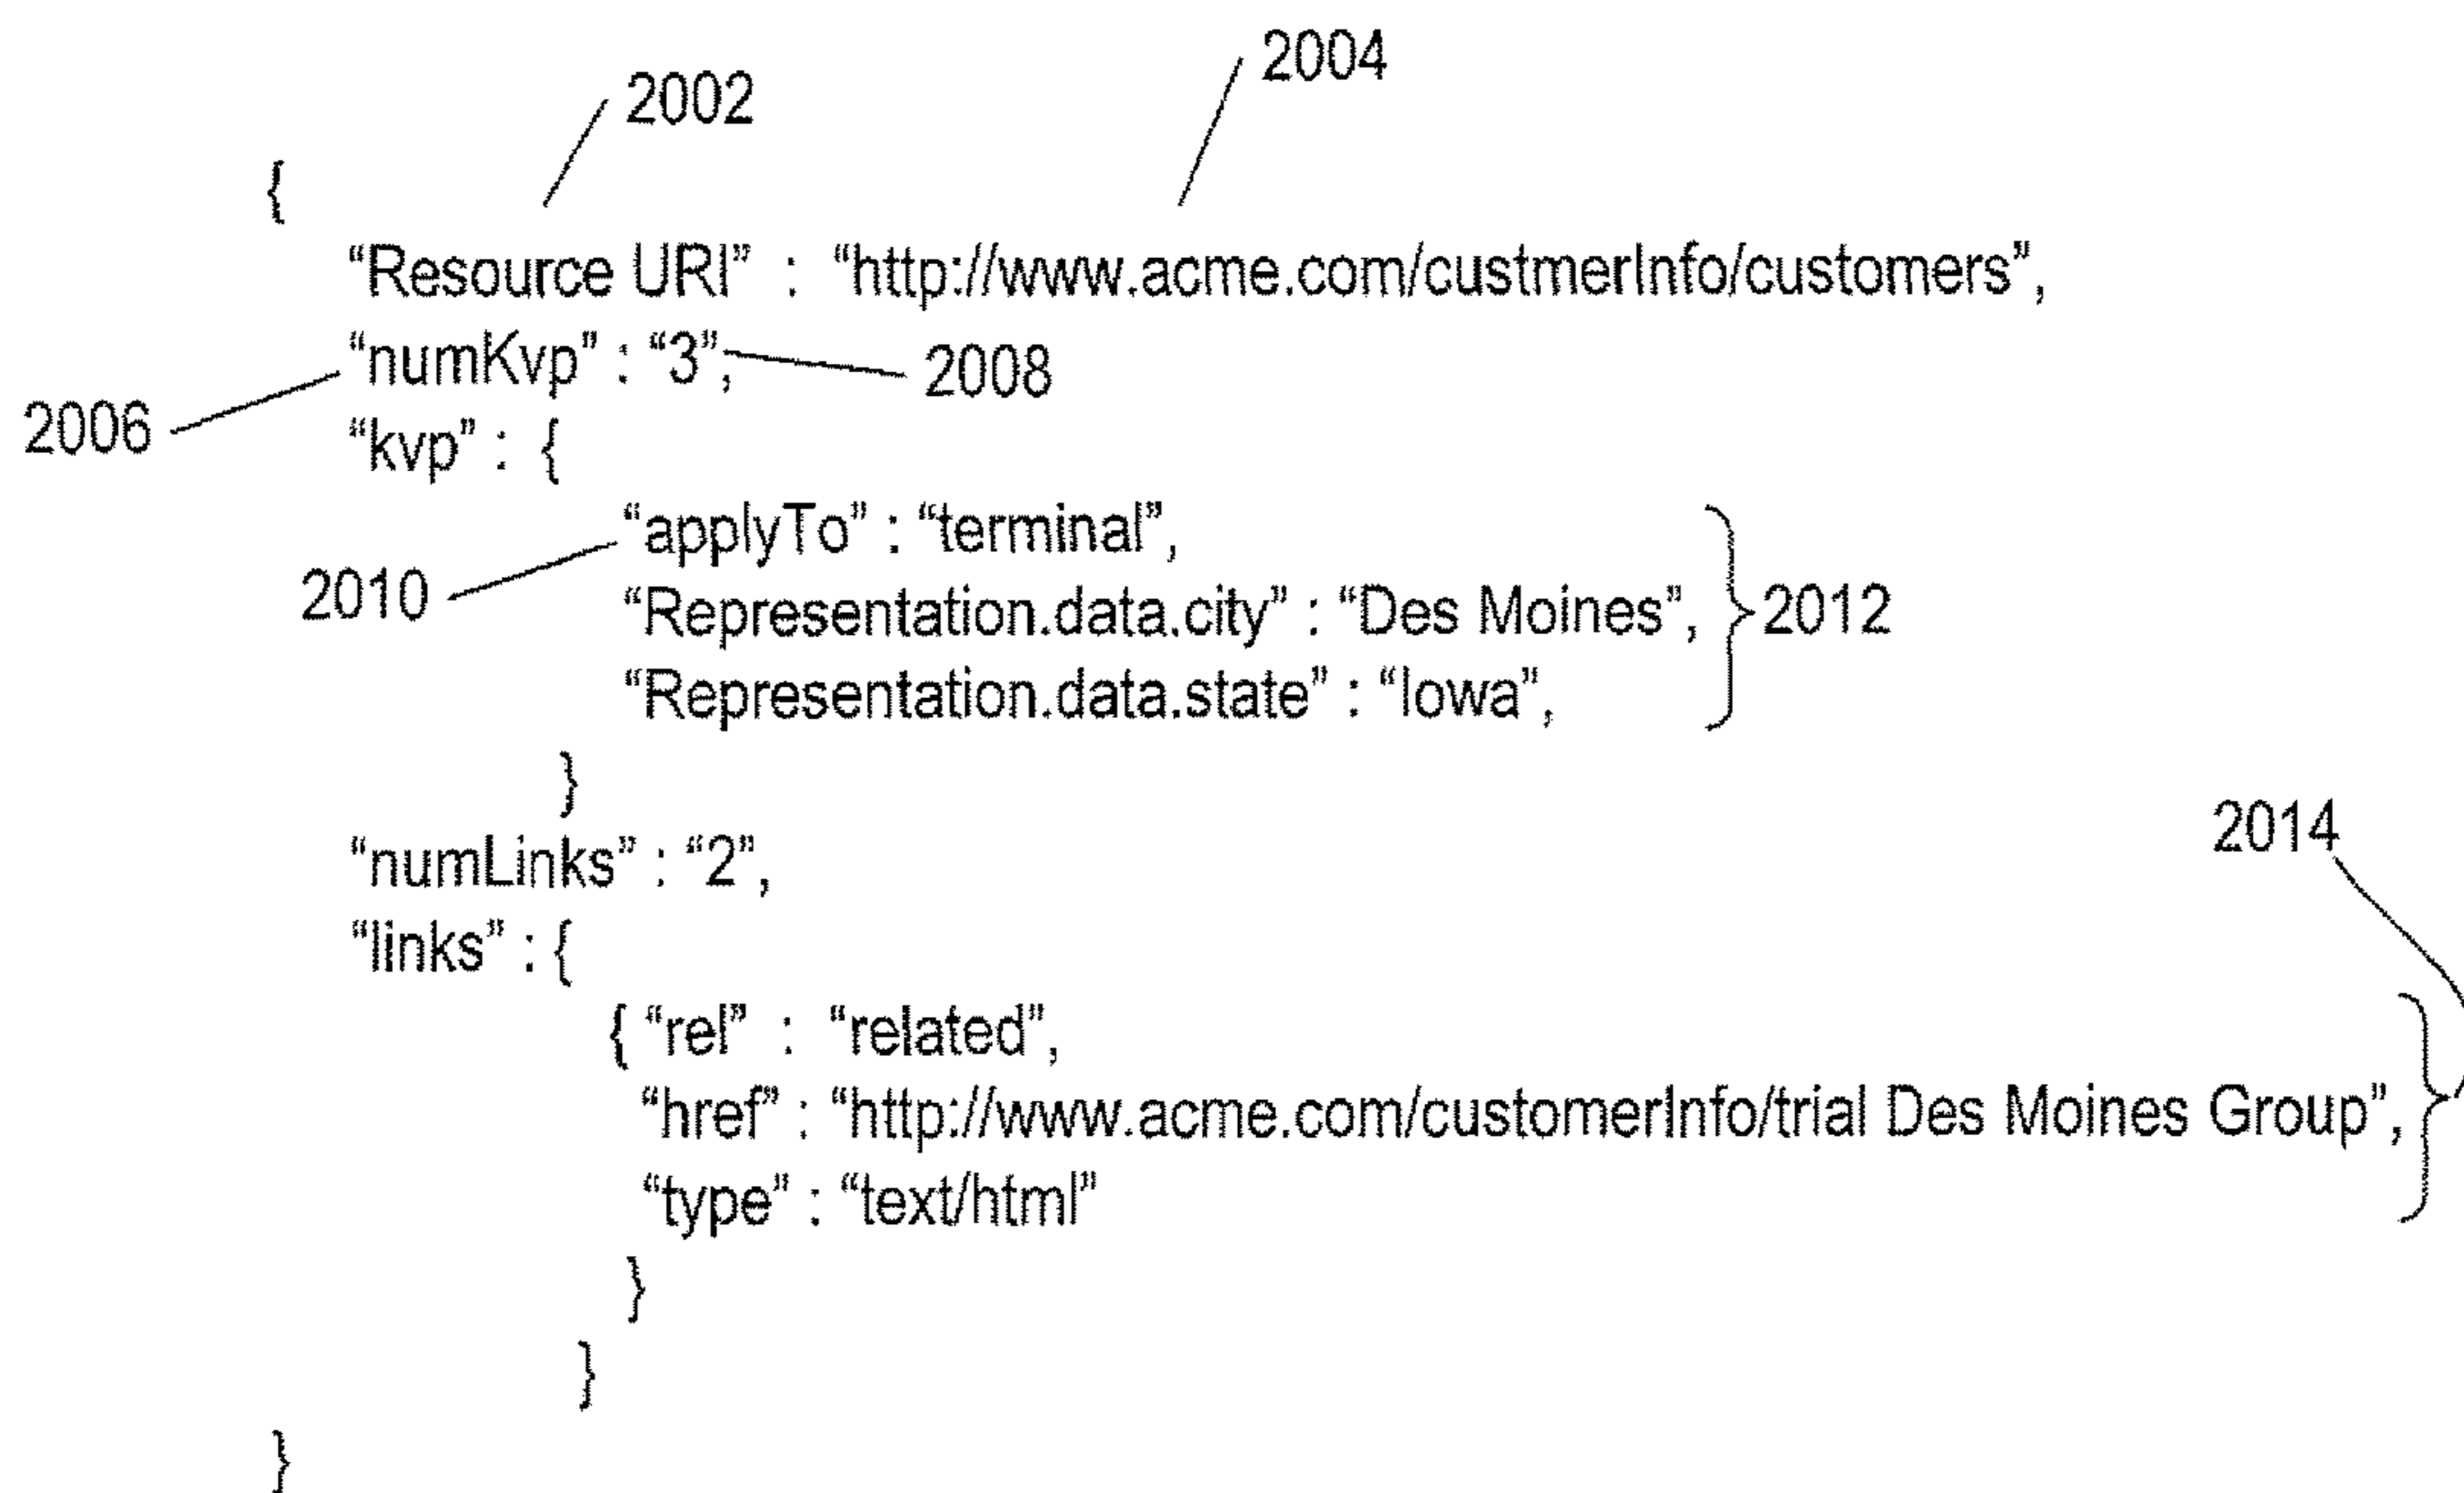 2004
2002
{
“Resource URI” : “http://www.acme.com/custmerInfo/customers”,
“numKvp” : “3”,
2008
2006
“kvp” : {
“applyTo” : “terminal”,
2010
“Representation.data.city” : “Des Moines”,
2012
“Representation.data.state” : “Iowa”,
}
2014
“numLinks” : “2”,
“links” : {
{ “rel” : “related”,
“href” : “http://www.acme.com/customerInfo/trial Des Moines Group”,
“type” : “text/html”
}
}
}